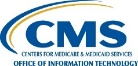 CMS
CENTERS FOR MEDICARE & MEDICAID SERVICES
OFFICE OF INFORMATION TECHNOLOGY